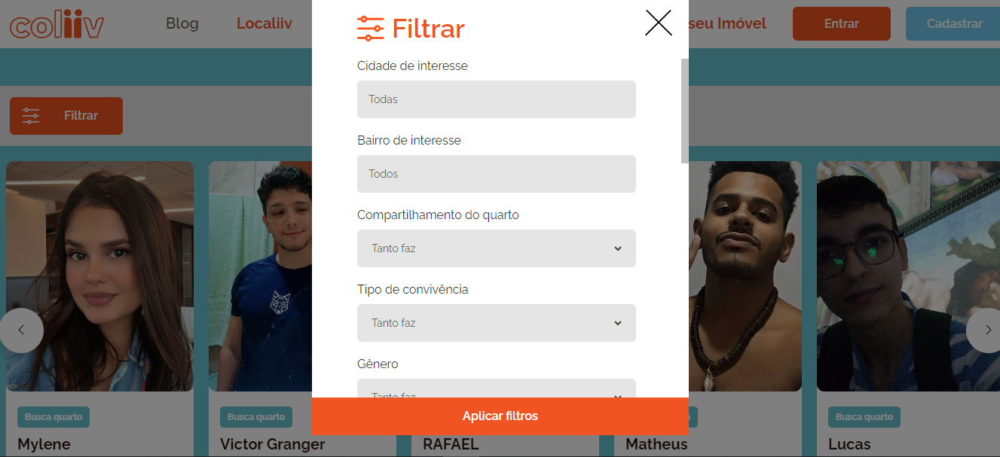 coliiv
Blog
Localiiv
seu Imóvel
Entrar
Cadastrar
Filtrar
Filtrar
Cidade de interesse
Todas
Bairro de interesse
Todos
Compartilhamento do quarto
Tanto faz
Tipo de convivência
Tanto faz
Gênero
Tanto faz
Aplicar filtros
Busca quarto
Mylene
Busca quarto
Victor Granger
RAFAEL
Matheus
Busca quarto
Lucas